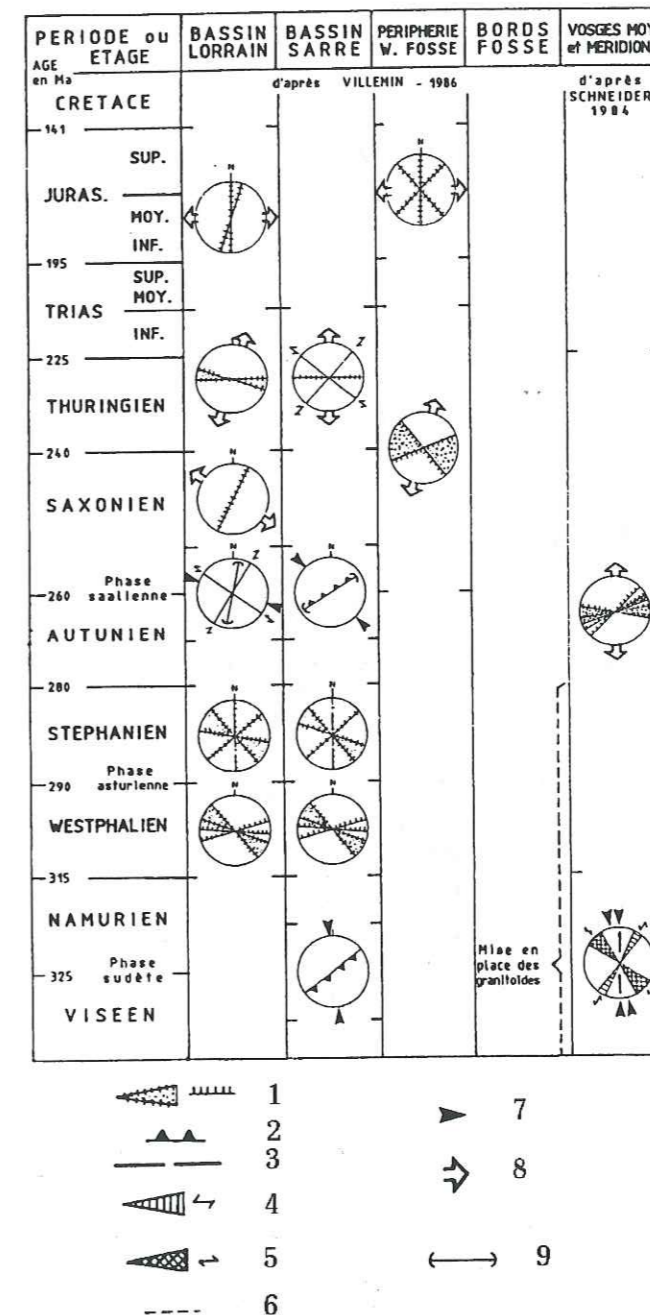 PERIODE ou ETAGE
AGE en Ma
BASSIN LORRAIN
BASSIN SARRE
PERIPHERIE W. FOSSE
BORDS FOSSE
VOSGES MOY et MERIDION
d'après VILLEMIN - 1986
d'après SCHNEIDER 1984
CRETACE
141
SUP.
N
JURAS.
MOY.
INF.
195
SUP.
MOY.
TRIAS
INF.
225
THURINGIEN
240
N
SAXONIEN
N
N
Phase saalienne
260
AUTUNIEN
280
N
N
STEPHANIEN
Phase asturienne
290
N
N
WESTPHALIEN
315
NAMURIEN
Phase sudète
325
Mise en place des granitoïdes
VISEEN
1
2
3
4
5
6
7
8
9